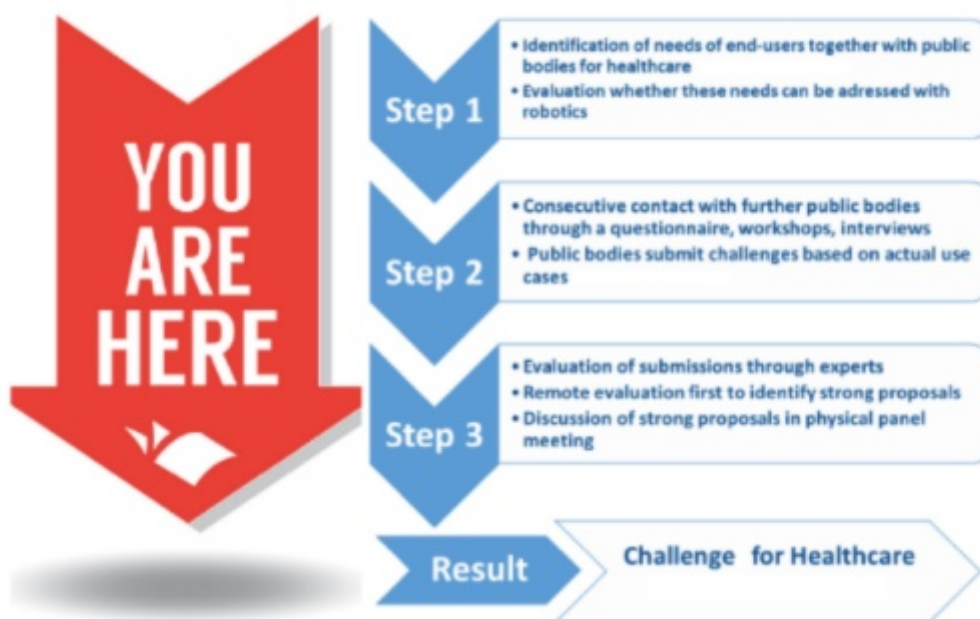 YOU
ARE
HERE
Step 1
• Identification of needs of end-users together with public
bodies for healthcare
• Evaluation whether these needs can be adressed with
robotics
Step 2
• Consecutive contact with further public bodies
through a questionnaire, workshops, interviews
• Public bodies submit challenges based on actual use
cases
Step 3
• Evaluation of submissions through experts
• Remote evaluation first to identify strong proposals
• Discussion of strong proposals in physical panel
meeting
Result
Challenge for Healthcare